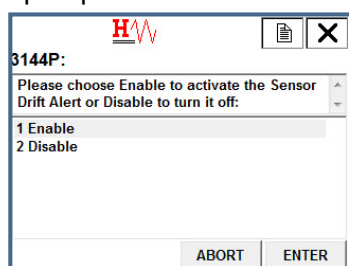 H
3144P:
Please choose Enable to activate the Sensor
Drift Alert or Disable to turn it off:
1 Enable
2 Disable
ABORT ENTER